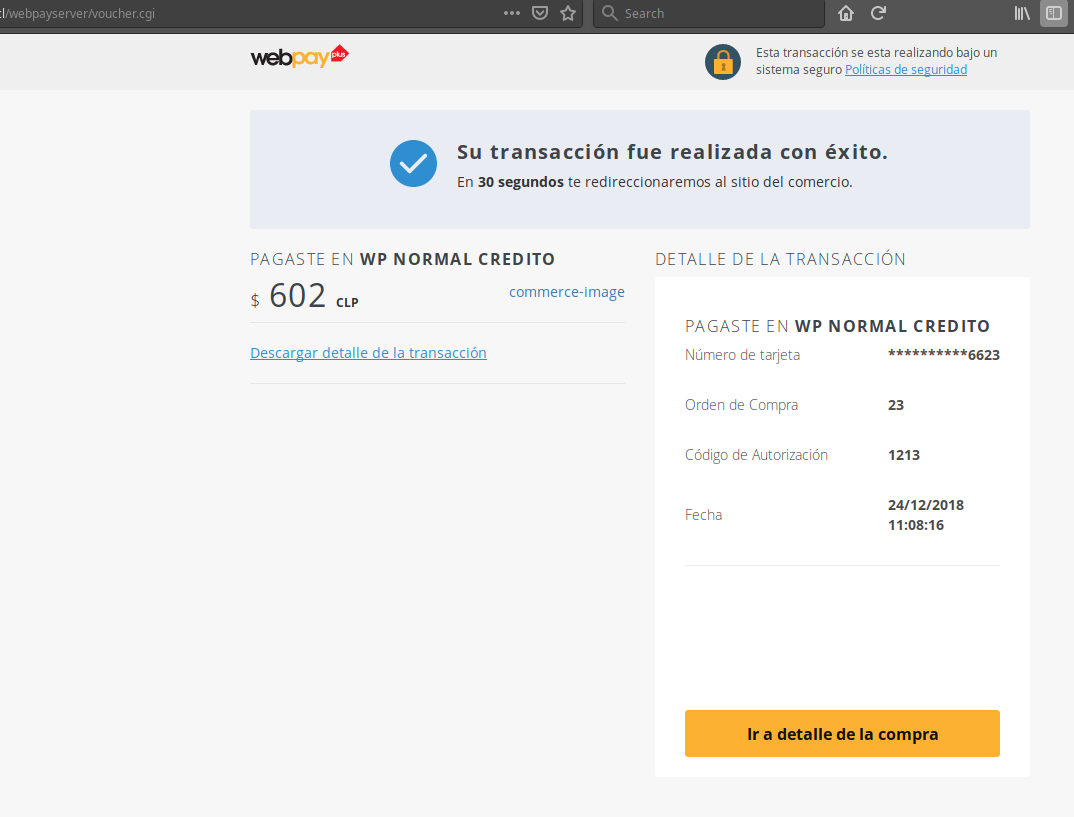 cl/webpayserver/voucher.cgi
Search
webpay plus
Esta transacción se esta realizando bajo un
sistema seguro Políticas de seguridad
Su transacción fue realizada con éxito.
En 30 segundos te redireccionaremos al sitio del comercio.
PAGASTE EN WP NORMAL CREDITO
$ 602 CLP
commerce-image
Descargar detalle de la transacción
DETALLE DE LA TRANSACCIÓN
PAGASTE EN WP NORMAL CREDITO
Número de tarjeta **********6623
Orden de Compra 23
Código de Autorización 1213
Fecha 24/12/2018
11:08:16
Ir a detalle de la compra